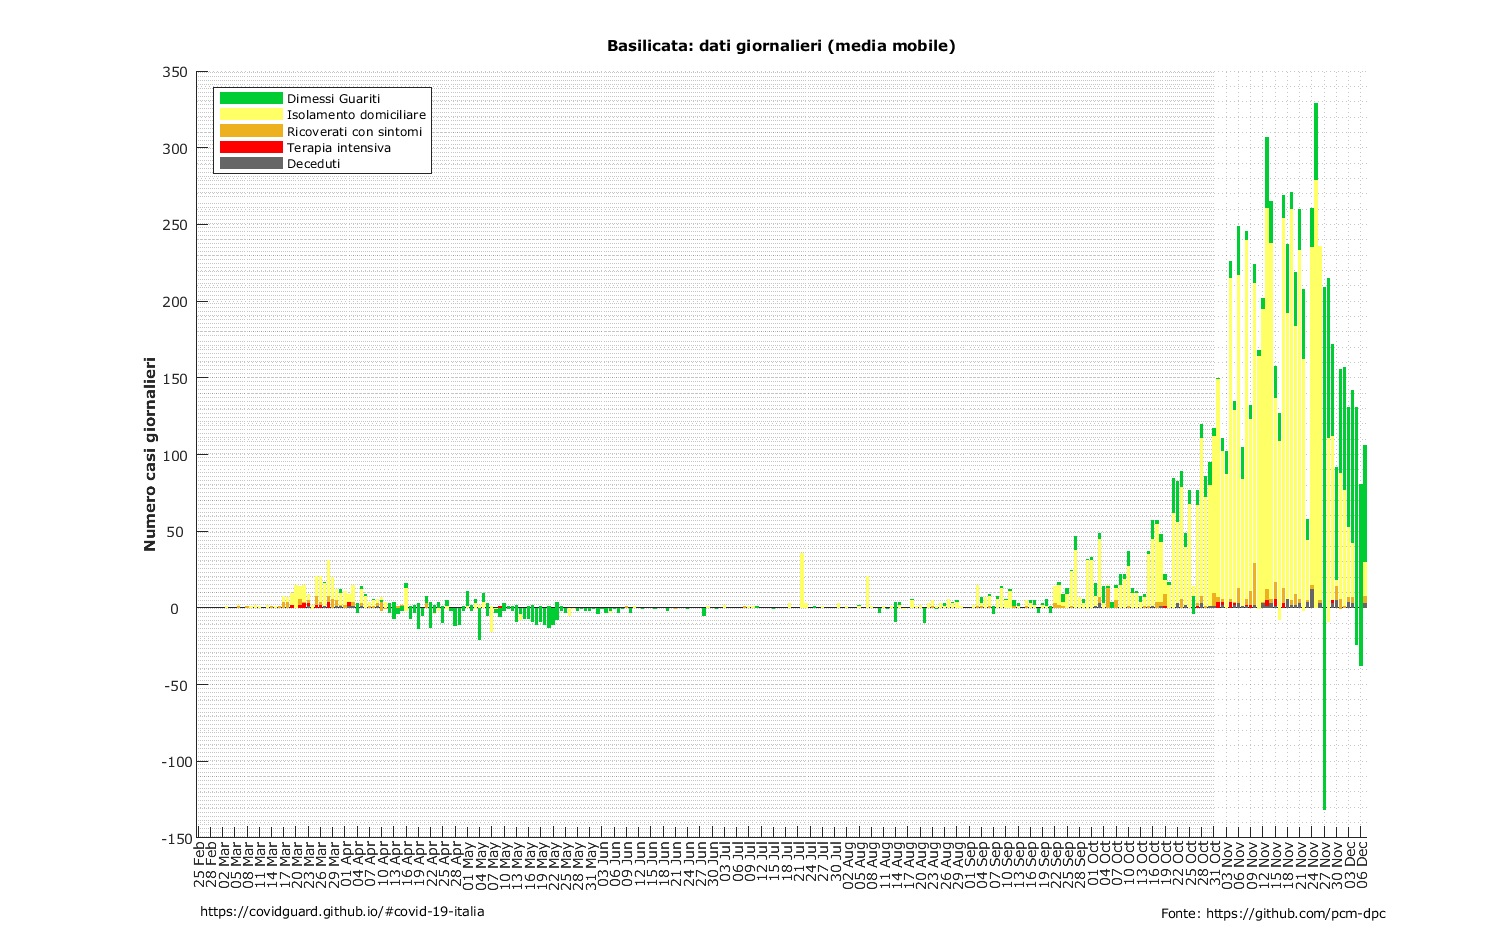 Basilicata: dati giornalieri (media mobile)
350
300
250
200
150
100
50
0
-50
-100
-150
Numero casi giornalieri
Dimessi Guariti
Isolamento domiciliare
Ricoverati con sintomi
Terapia intensiva
Deceduti
25 Feb
28 Feb
02 Mar
05 Mar
08 Mar
11 Mar
14 Mar
17 Mar
20 Mar
23 Mar
26 Mar
29 Mar
01 Apr
04 Apr
07 Apr
10 Apr
13 Apr
16 Apr
19 Apr
22 Apr
25 Apr
28 Apr
01 May
04 May
07 May
10 May
13 May
16 May
19 May
22 May
25 May
28 May
31 May
03 Jun
06 Jun
09 Jun
12 Jun
15 Jun
18 Jun
21 Jun
24 Jun
27 Jun
30 Jun
03 Jul
06 Jul
09 Jul
12 Jul
15 Jul
18 Jul
21 Jul
24 Jul
27 Jul
30 Jul
02 Aug
05 Aug
08 Aug
11 Aug
14 Aug
17 Aug
20 Aug
23 Aug
26 Aug
29 Aug
01 Sep
04 Sep
07 Sep
10 Sep
13 Sep
16 Sep
19 Sep
22 Sep
25 Sep
28 Sep
01 Oct
04 Oct
07 Oct
10 Oct
13 Oct
16 Oct
19 Oct
22 Oct
25 Oct
28 Oct
31 Oct
03 Nov
06 Nov
09 Nov
12 Nov
15 Nov
18 Nov
21 Nov
24 Nov
27 Nov
30 Nov
03 Dec
06 Dec
https://covidguard.github.io/#covid-19-italia
Fonte: https://github.com/pcm-dpc